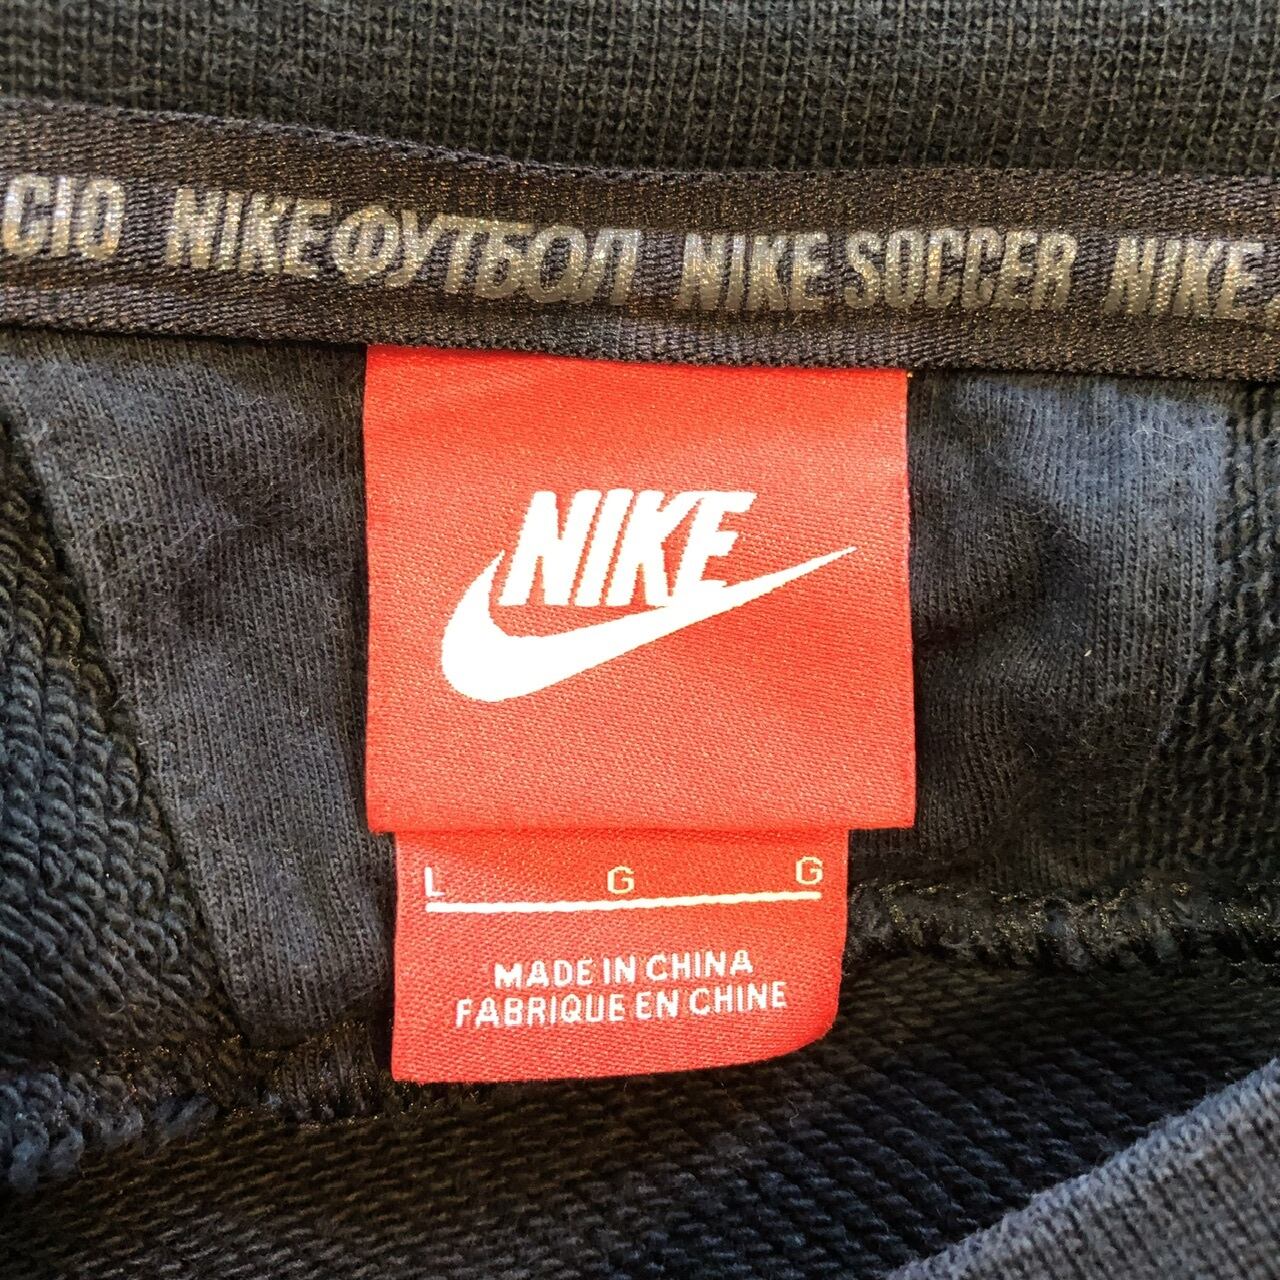 CIO NIKE ФУТБОЛ NIKE SOCCER NIKE
NIKE
L G G
MADE IN CHINA
FABRIQUE EN CHINE